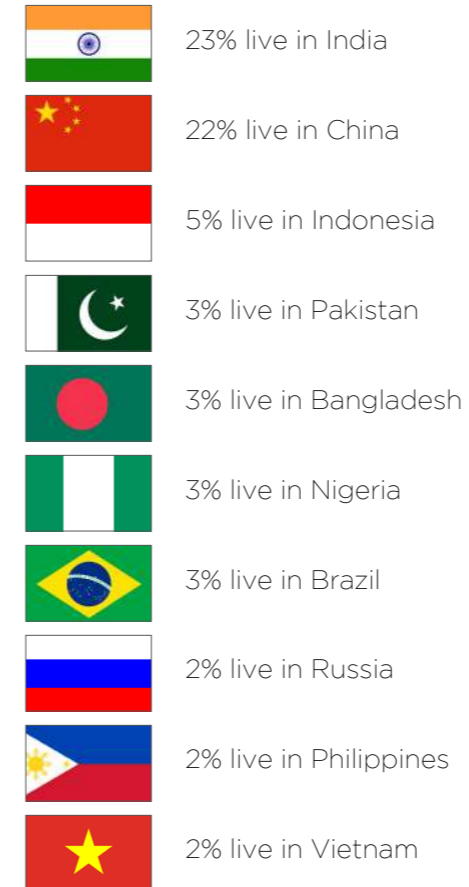 23% live in India
22% live in China
5% live in Indonesia
3% live in Pakistan
3% live in Bangladesh
3% live in Nigeria
3% live in Brazil
2% live in Russia
2% live in Philippines
2% live in Vietnam